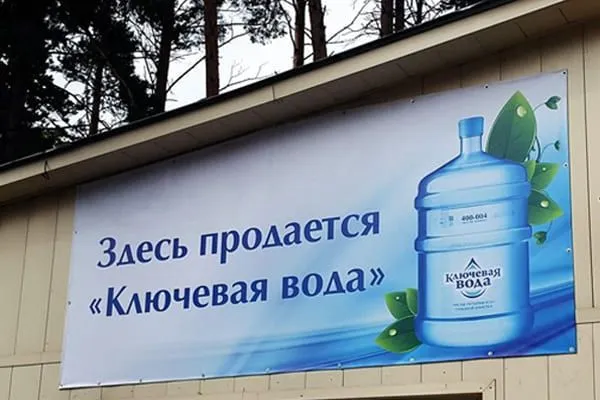 Здесь продается
«Ключевая вода»
400-004
Ключевая
вода